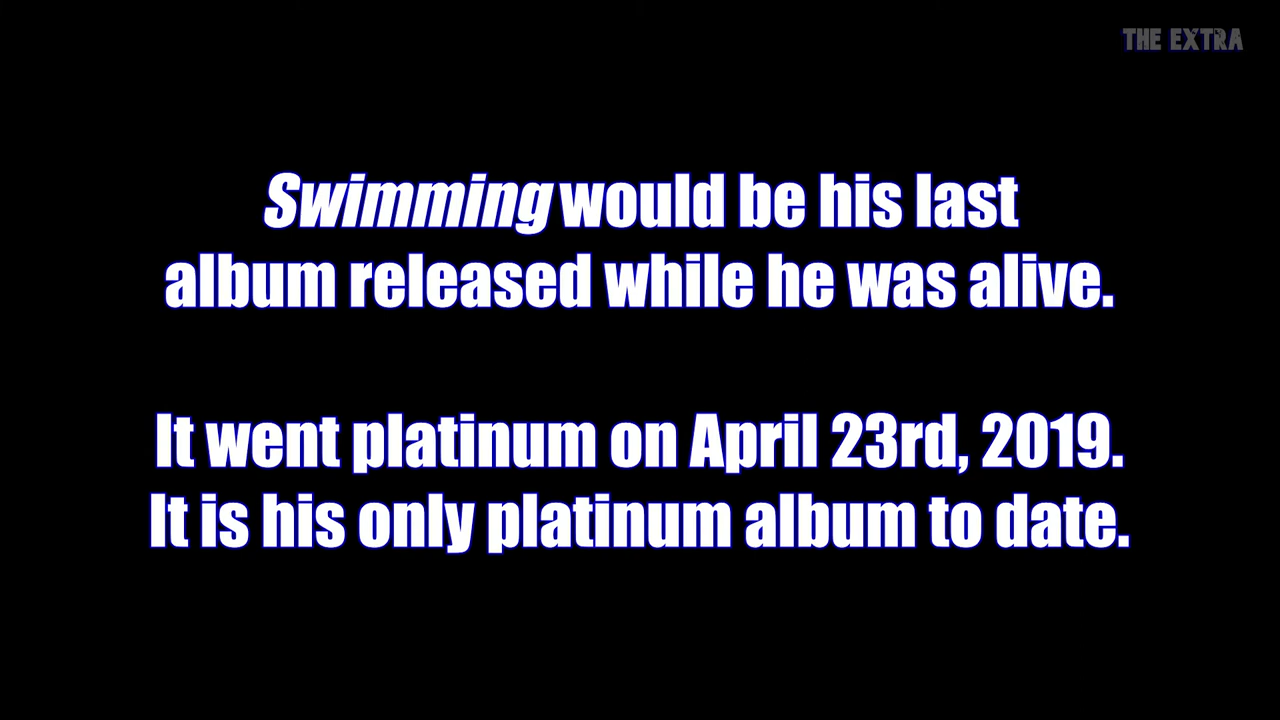 THE EXTRA
Swimming would be his last
album released while he was alive.
It went platinum on April 23rd, 2019.
It is his only platinum album to date.